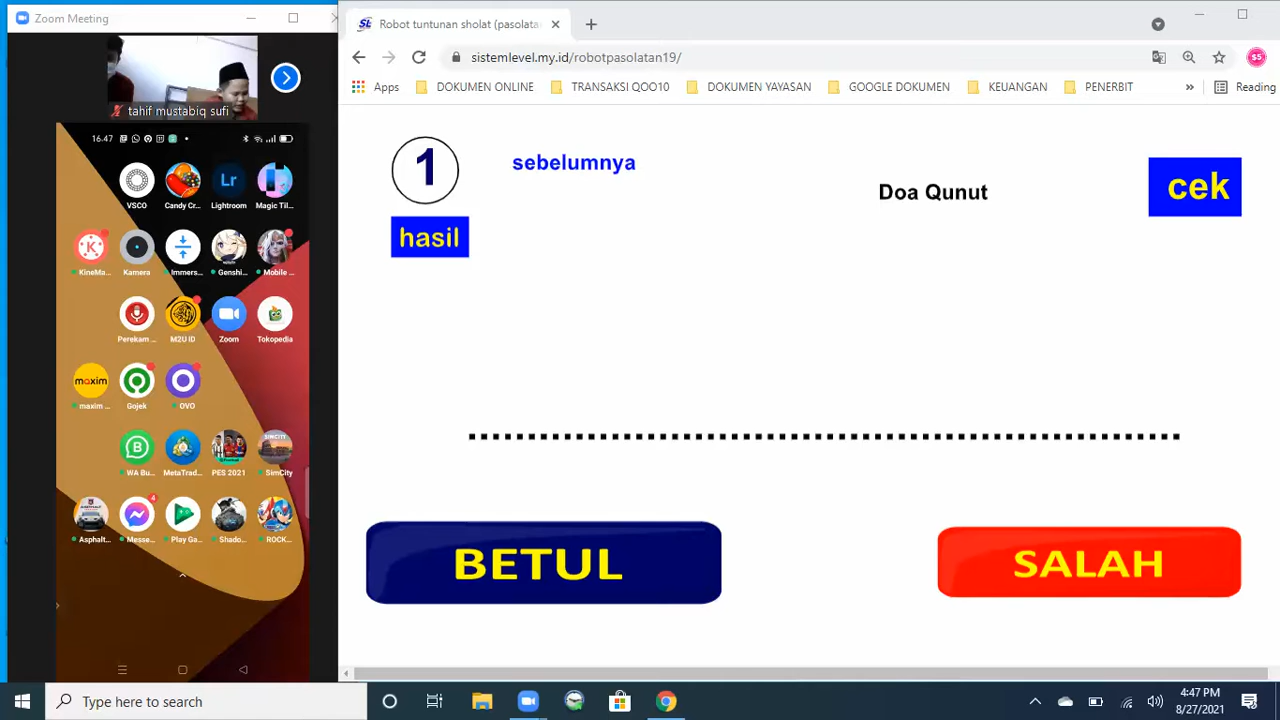 Zoom Meeting
tahif mustabiq sufi
16.47
VSCO Candy Cr... Lightroom Magic Til...
KineMa... Kamera Immers... Genshi... Mobile ...
Perekam ... M2U ID Zoom Tokopedia
maxim
maxim ... Gojek OVO
WA Bu... MetaTrad... PES 2021 SimCity
4
Asphalt... Messe... Play Ga... Shado... ROCK...
Robot tuntunan sholat (pasolata
sistemlevel.my.id/robotpasolatan19/
Apps DOKUMEN ONLINE TRANSAKSI QOO10 DOKUMEN YAYASAN GOOGLE DOKUMEN KEUANGAN PENERBIT » Reading
1
sebelumnya
Doa Qunut
cek
hasil
BETUL
SALAH
Type here to search
4:47 PM
8/27/2021